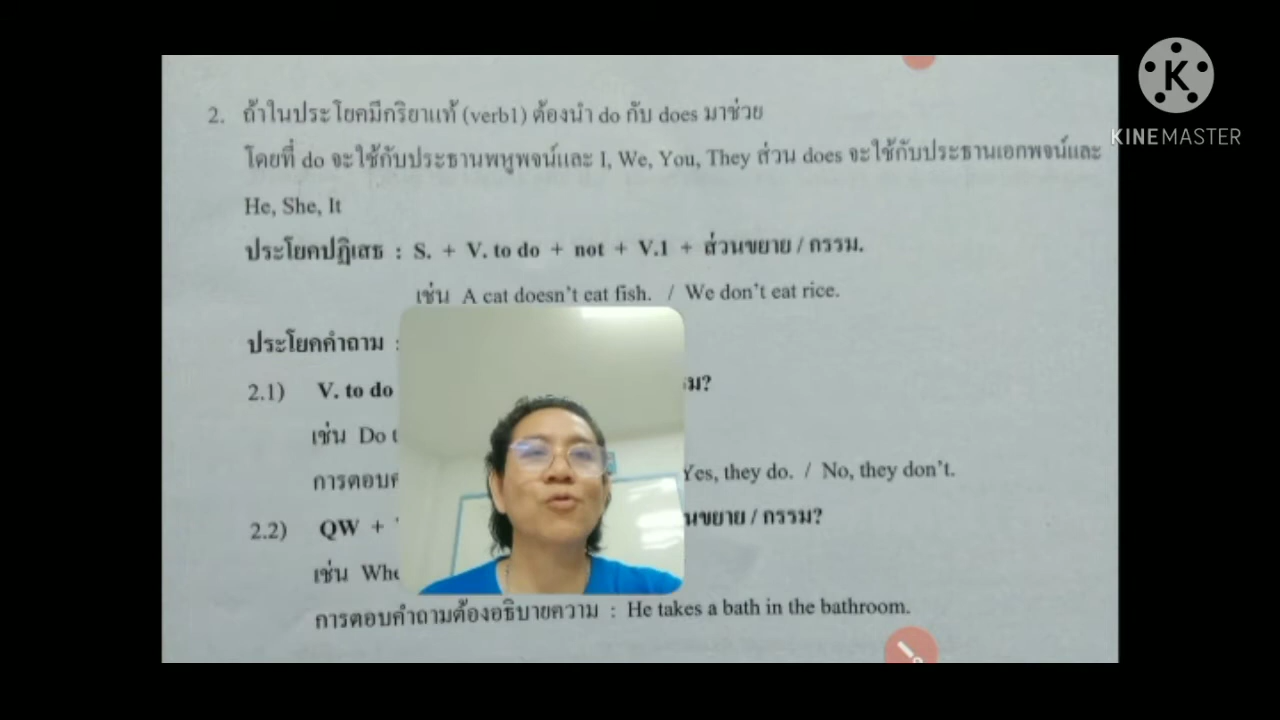 2. ถ้าในประโยคมีกริยาแท้ (verb1) ต้องนำ do กับ does มาช่วย
โดยที่ do จะใช้กับประธานพหูพจน์และ I, We, You, They ส่วน does จะใช้กับประธานเอกพจน์และ
He, She, It
ประโยคปฏิเสธ : S. + V. to do + not + V.1 + ส่วนขยาย / กรรม.
เช่น A cat doesn't eat fish. / We don't eat rice.
ประโยคคำถาม :
2.1) V. to do
เช่น Do
Yes, they do. / No, they don't.
2.2) QW + นขยาย / กรรม?
เช่น
การตอบคำถามต้องอธิบายความ : He takes a bath in the bathroom.
K
KINEMASTER